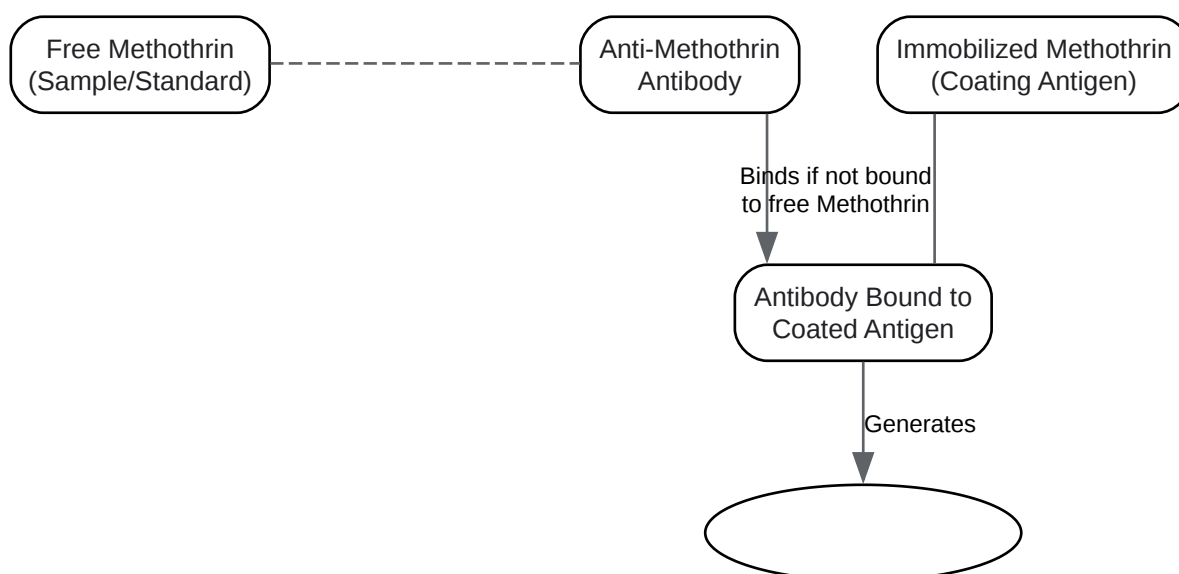 Free Methothrin
(Sample/Standard)
Anti-Methothrin
Antibody
Immobilized Methothrin
(Coating Antigen)
Binds if not bound
to free Methothrin
Antibody Bound to
Coated Antigen
Generates